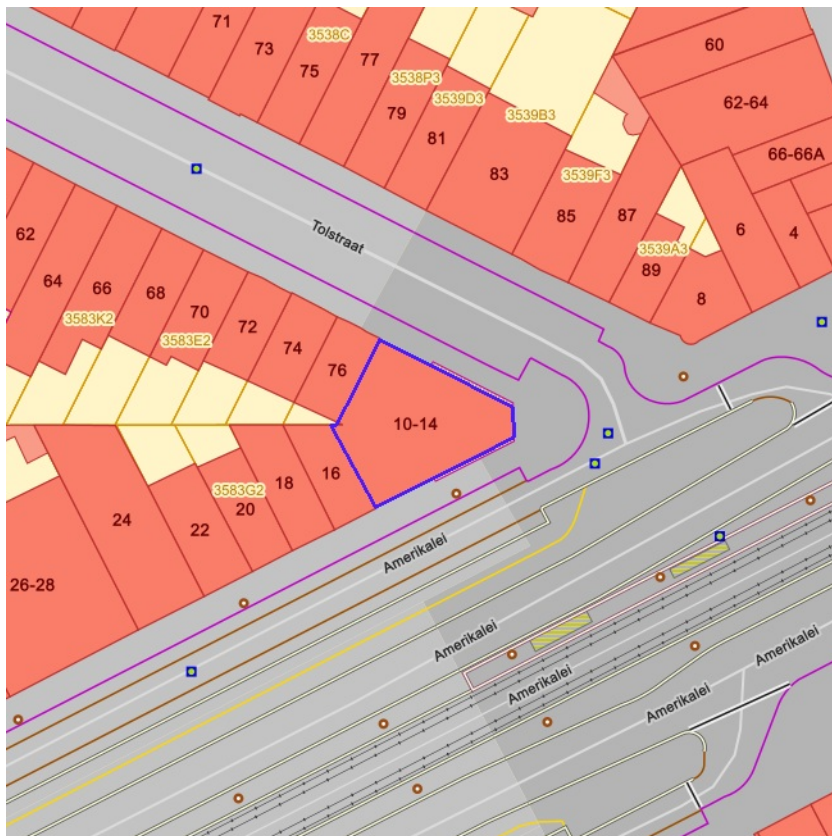 71
73
3538C
75
77
3538P3
79
3539D3
81
3539B3
83
60
62-64
66-66A
3539F3
85
87
3539A3
89
6
4
8
Tolstraat
62
64
66
3583K2
68
70
3583E2
72
74
76
10-14
16
18
3583G2
20
22
24
26-28
Amerikalei
Amerikalei
Amerikalei
Amerikalei
Amerikalei